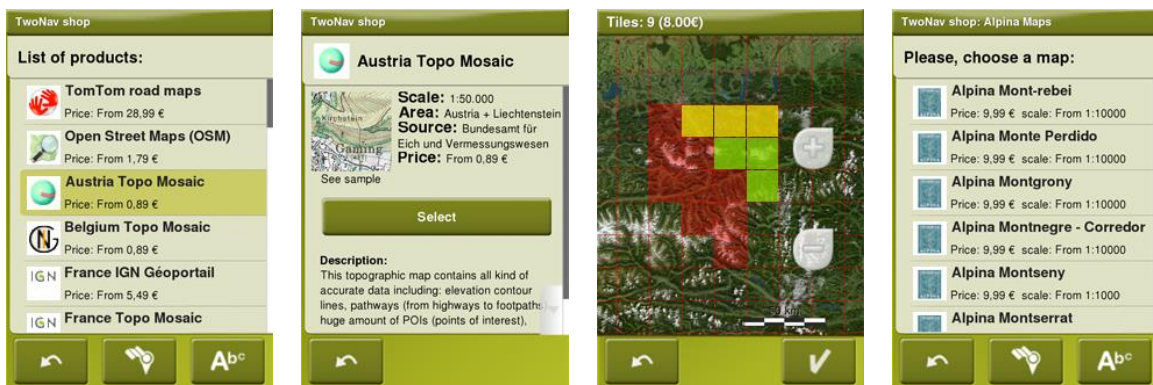 TwoNav shop
List of products:
TomTom road maps
Price: From 28,99 €
Open Street Maps (OSM)
Price: From 1,79 €
Austria Topo Mosaic
Price: From 0,89 €
Belgium Topo Mosaic
Price: From 0,89 €
IGN
France IGN Géoportail
Price: From 5,49 €
IGN
France Topo Mosaic
Abc
TwoNav shop
Austria Topo Mosaic
Kirchstein
Gaming
Scale: 1:50.000
Area: Austria + Liechtenstein
Source: Bundesamt für
Eich und Vermessungswesen
Price: From 0,89 €
See sample
Select
Description:
This topographic map contains all kind of
accurate data including: elevation contour
lines, pathways (from highways to footpaths
huge amount of POIs (points of interest),
Tiles: 9 (8.00€)
TwoNav shop: Alpina Maps
Please, choose a map:
Alpina Mont-rebei
Price: 9,99 € scale: From 1:10000
Alpina Monte Perdido
Price: 9,99 € scale: From 1:10000
Alpina Montgrony
Price: 9,99 € scale: From 1:10000
Alpina Montnegre - Corredor
Price: 9,99 € scale: From 1:10000
Alpina Montseny
Price: 9,99 € scale: From 1:1000
Alpina Montserrat
Abc